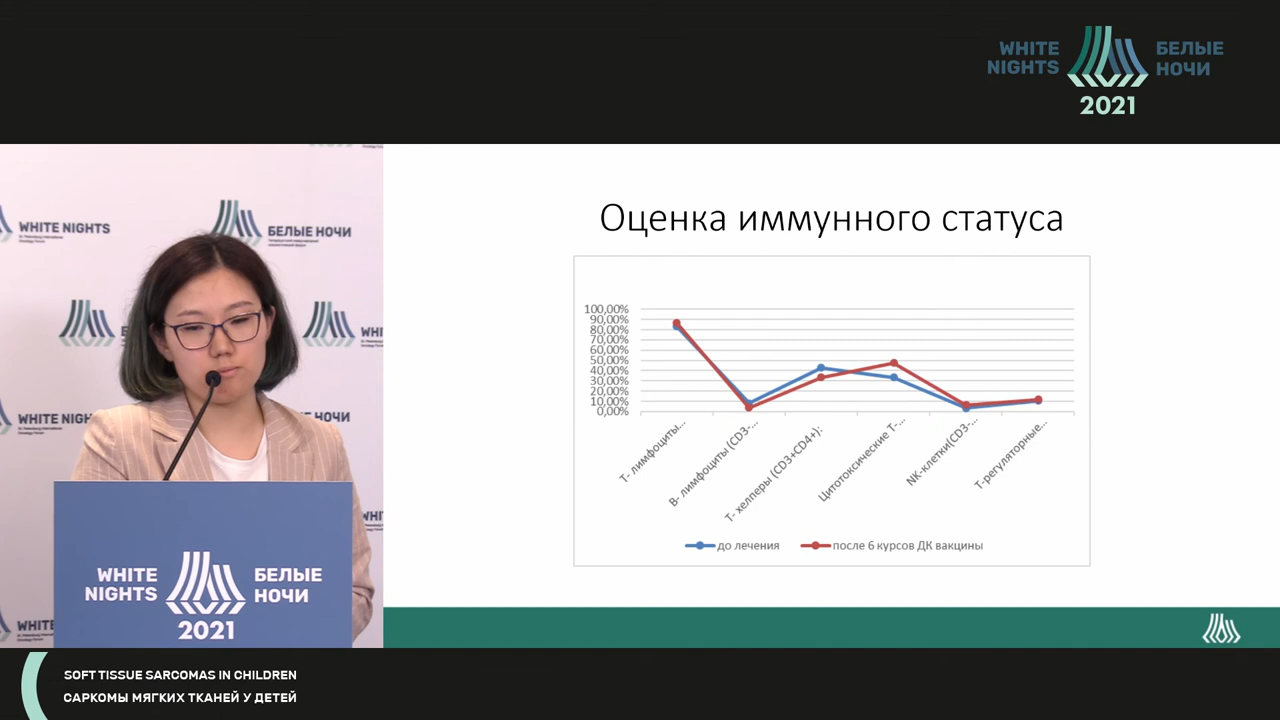 WHITE
NIGHTS
БЕЛЫЕ
НОЧИ
2021
WHITE NIGHTS
БЕЛЫЕ НОЧИ
WHITE NIGHTS
НОЧИ
WHITE
NIGHTS
БЕЛЫЕ
НОЧИ
2021
Оценка иммунного статуса
100,00%
90,00%
80,00%
70,00%
60,00%
50,00%
40,00%
30,00%
20,00%
10,00%
0,00%
Т- лимфоциты...
В- лимфоциты (CD3-...
Т- хелперы (CD3+CD4+):
Цитотоксические Т-...
NK-клетки(CD3-...
Т-регуляторные...
до лечения
после 6 курсов ДК вакцины
SOFT TISSUE SARCOMAS IN CHILDREN
САРКОМЫ МЯГКИХ ТКАНЕЙ У ДЕТЕЙ